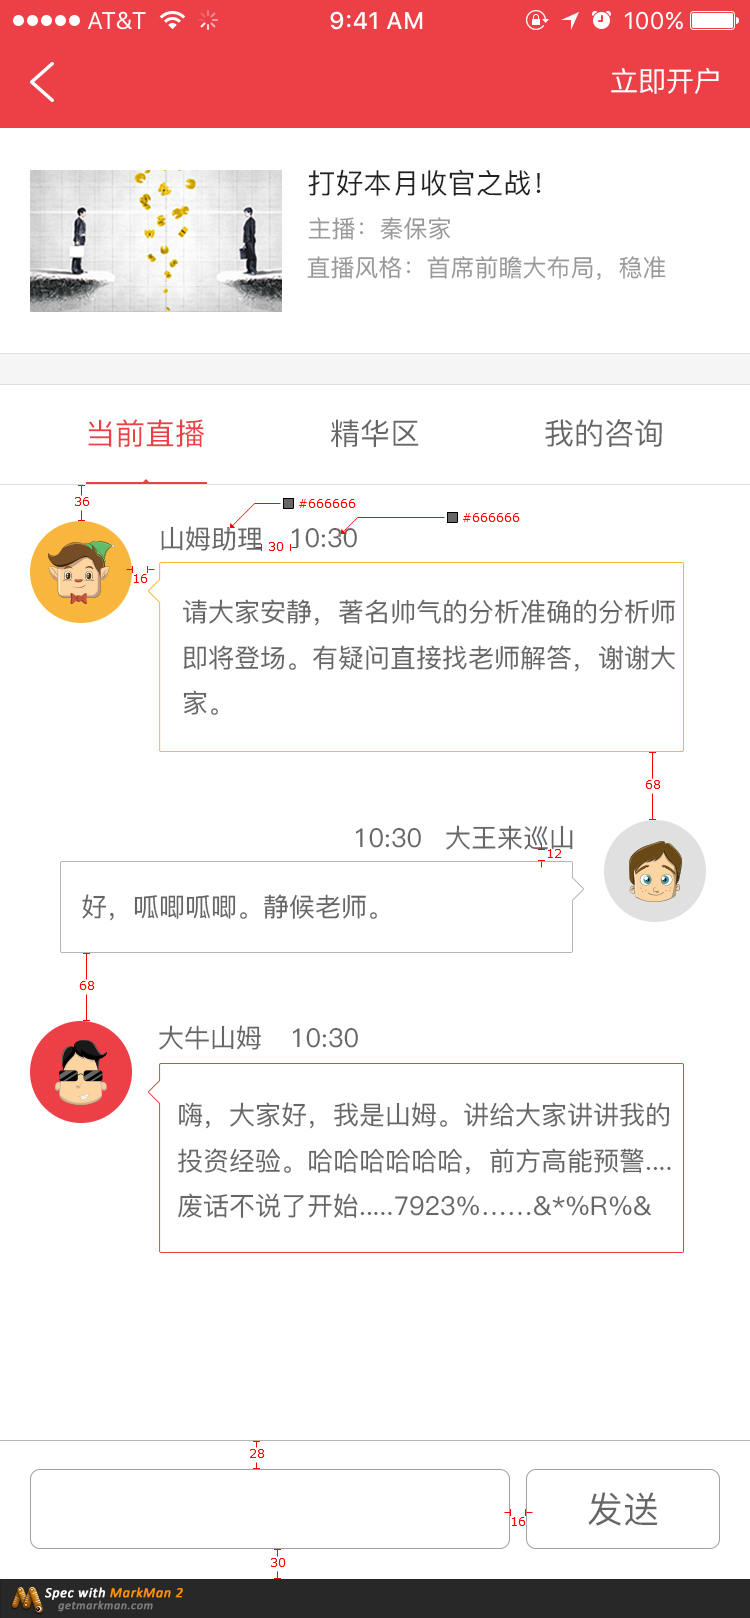 AT&T 9:41 AM 100%
立即开户
打好本月收官之战！
主播：秦保家
直播风格：首席前瞻大布局，稳准
当前直播 精华区 我的咨询
36
#666666
#666666
山姆助理 30 10:30
16
请大家安静，著名帅气的分析准确的分析师
即将登场。有疑问直接找老师解答，谢谢大
家。
68
10:30 大王来巡山
12
好，呱唧呱唧。静候老师。
68
大牛山姆 10:30
嗨，大家好，我是山姆。讲给大家讲讲我的
投资经验。哈哈哈哈哈哈，前方高能预警....
废话不说了开始.....7923%……&*%R%&
28
发送
16
30
Spec with MarkMan 2
getmarkman.com